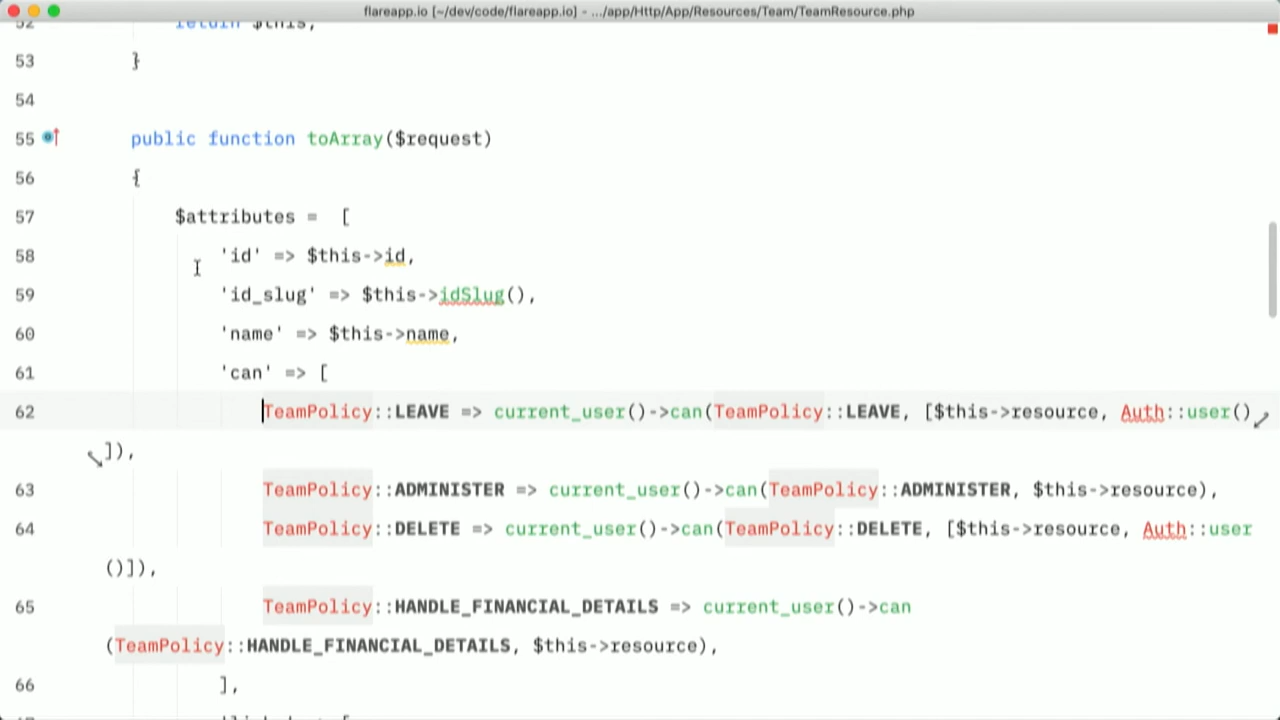 flareapp.io [~/dev/code/flareapp.io] - .../app/Http/App/Resources/Team/TeamResource.php
52 return $this;
53 }
54
55 public function toArray($request)
56 {
57 $attributes = [
58 'id' => $this->id,
59 'id_slug' => $this->idSlug(),
60 'name' => $this->name,
61 'can' => [
62 TeamPolicy::LEAVE => current_user()->can(TeamPolicy::LEAVE, [$this->resource, Auth::user()
]),
63 TeamPolicy::ADMINISTER => current_user()->can(TeamPolicy::ADMINISTER, $this->resource),
64 TeamPolicy::DELETE => current_user()->can(TeamPolicy::DELETE, [$this->resource, Auth::user
()]),
65 TeamPolicy::HANDLE_FINANCIAL_DETAILS => current_user()->can
(TeamPolicy::HANDLE_FINANCIAL_DETAILS, $this->resource),
66 ],